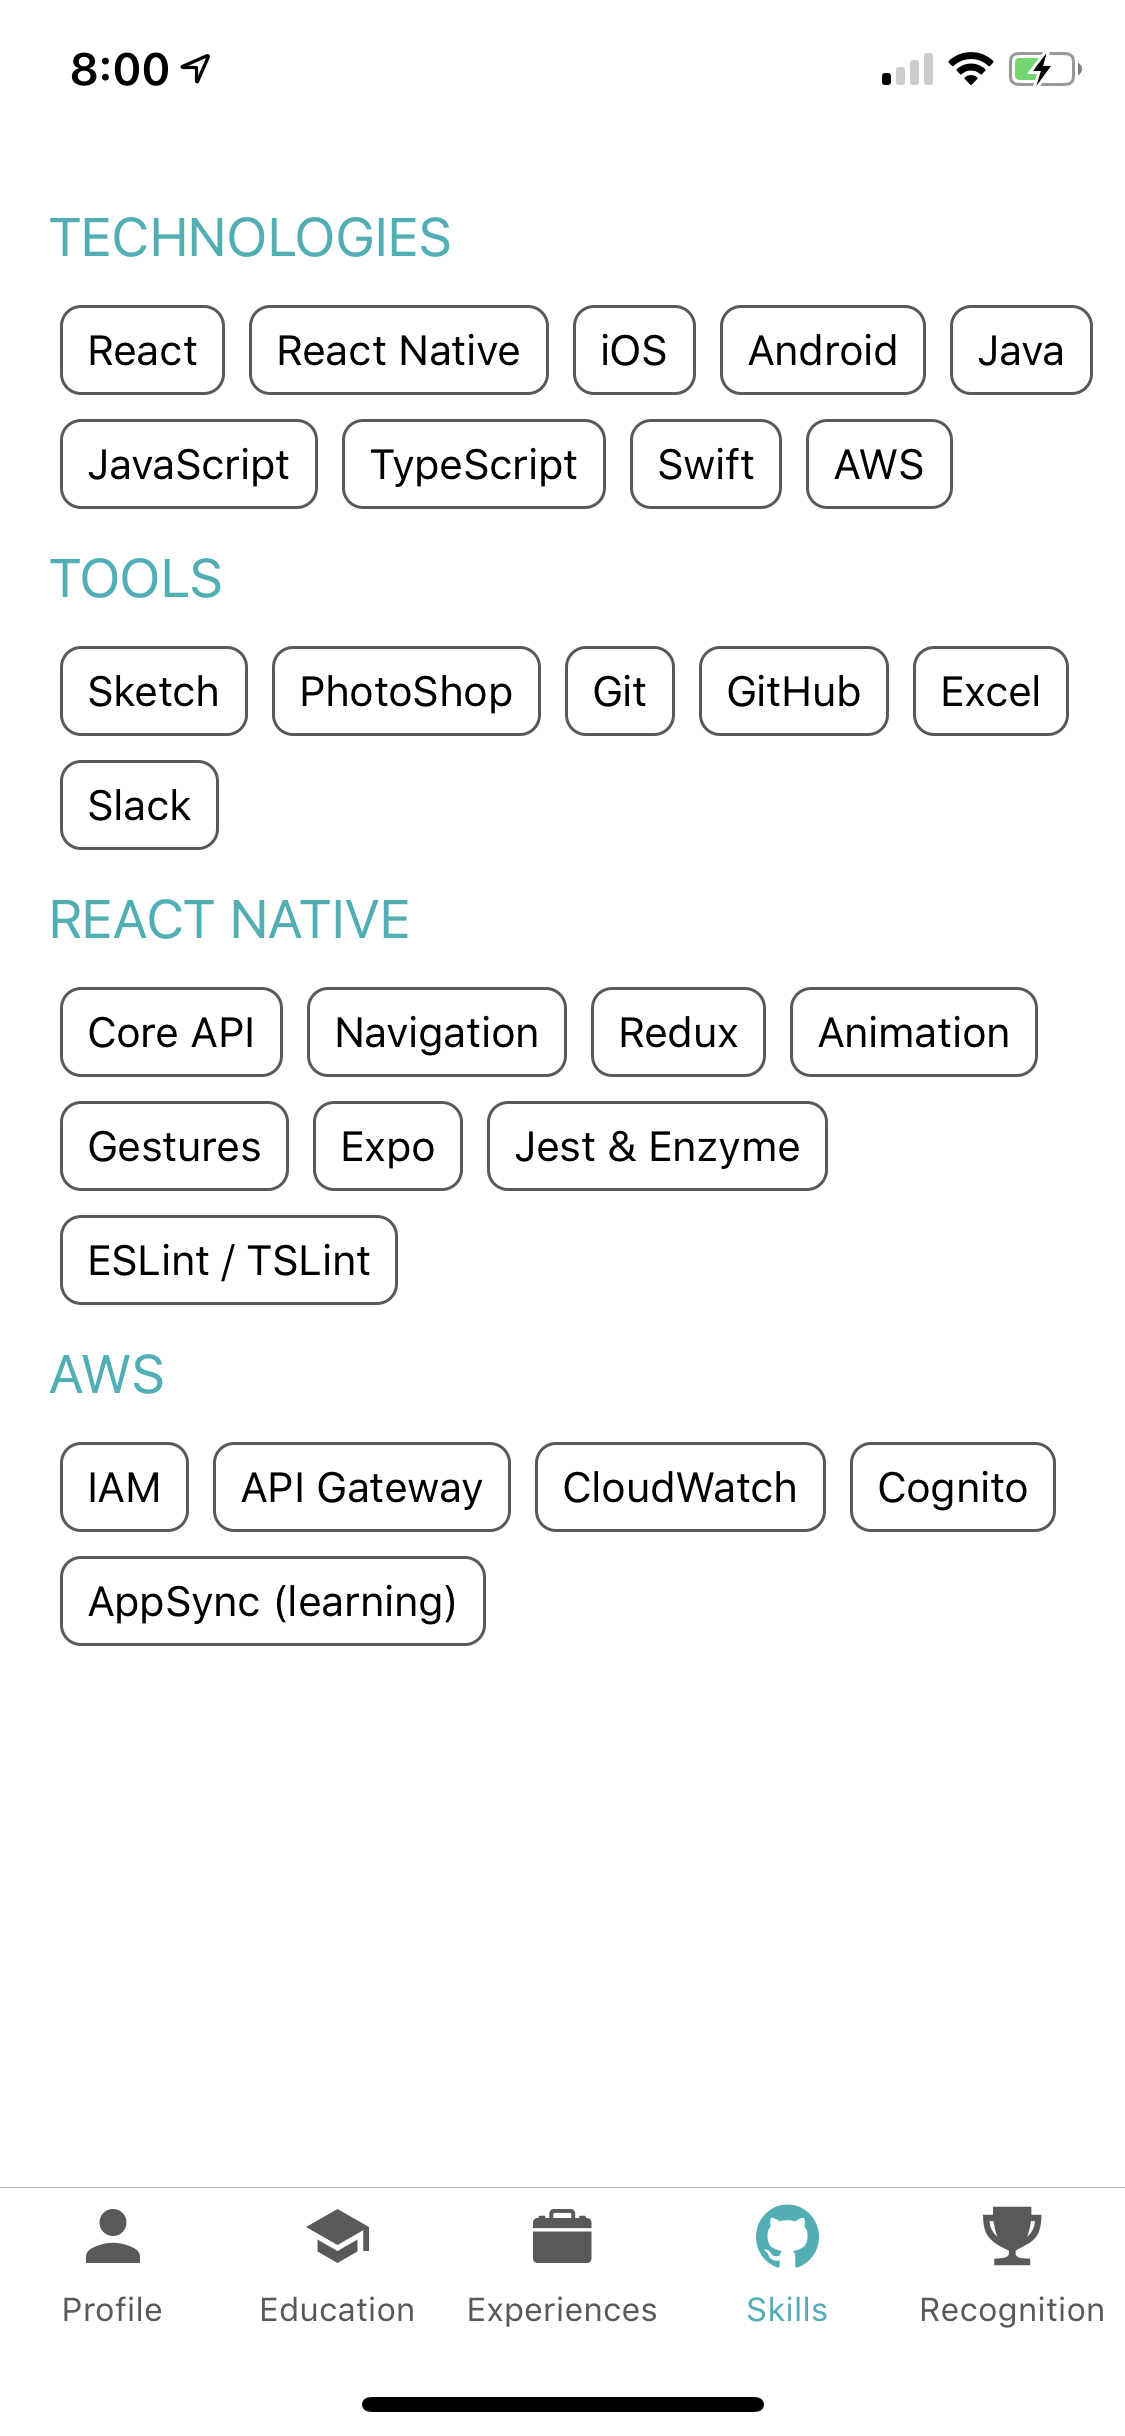 8:00
TECHNOLOGIES
React React Native iOS Android Java
JavaScript TypeScript Swift AWS
TOOLS
Sketch PhotoShop Git GitHub Excel
Slack
REACT NATIVE
Core API Navigation Redux Animation
Gestures Expo Jest & Enzyme
ESLint / TSLint
AWS
IAM API Gateway CloudWatch Cognito
AppSync (learning)
Profile Education Experiences Skills Recognition